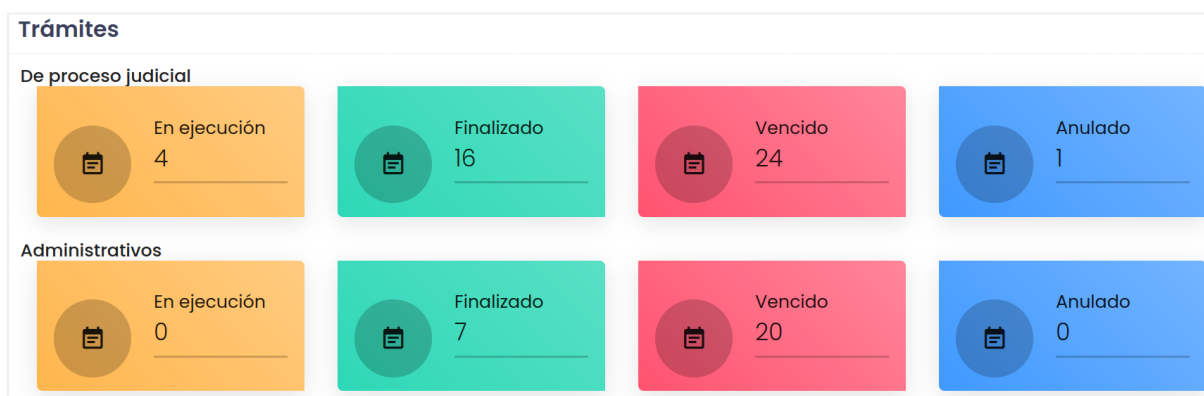 Trámites
De proceso judicial
En ejecución
4
Finalizado
16
Vencido
24
Anulado
1
Administrativos
En ejecución
0
Finalizado
7
Vencido
20
Anulado
0